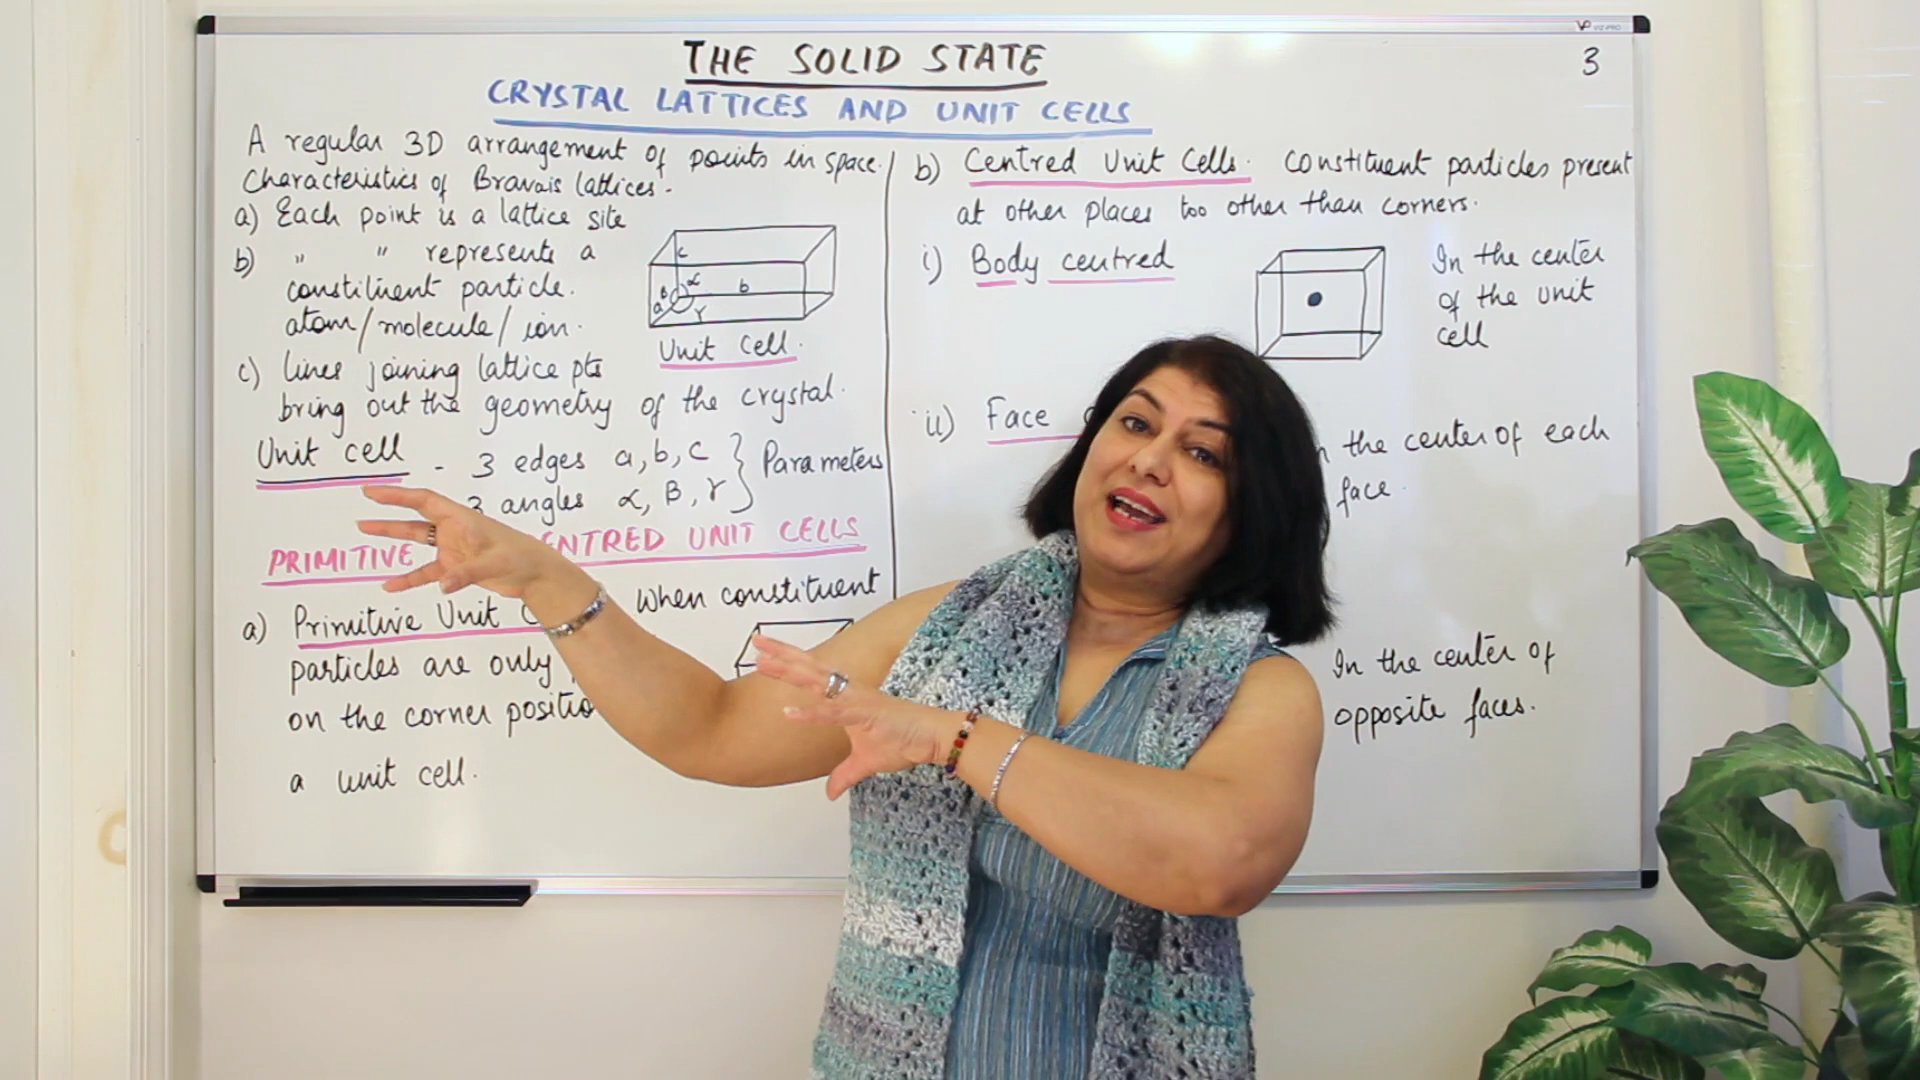 VIZ-PRO
THE SOLID STATE
3
CRYSTAL LATTICES AND UNIT CELLS
A regular 3D arrangement of points in space.
Characteristics of Bravais lattices.
a) Each point is a lattice site
b) " " represents a
constituent particle.
atom/molecule/ion.
c) lines joining lattice pts
bring out the geometry of the crystal.
c
α
B
b
a
γ
Unit cell.
Unit cell - 3 edges a, b, c } Parameters
3 angles α, β, γ
PRIMITIVE ENTRED UNIT CELLS
a) Primitive Unit C When constituent
particles are only
on the corner positio
a unit cell.
b) Centred Unit Cells. Constituent particles present
at other places too other than corners.
i) Body centred
In the center
of the unit
cell
ii) Face
the center of each
face.
In the center of
opposite faces.